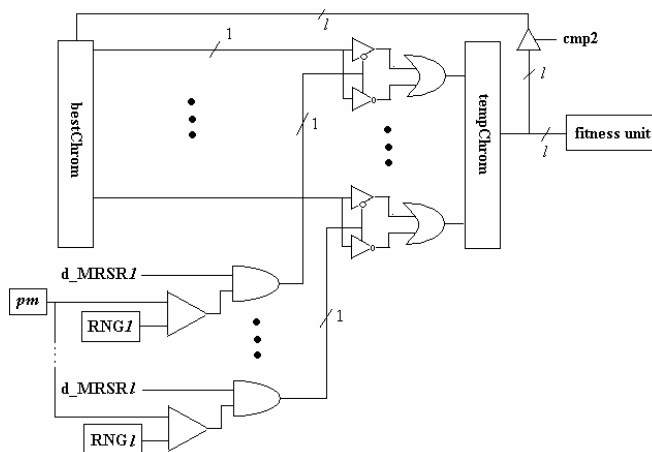 l
1
cmp2
l
bestChrom
tempChrom
1
fitness unit
l
d_MRSR1
pm
RNG1
1
d_MRSRl
RNGl